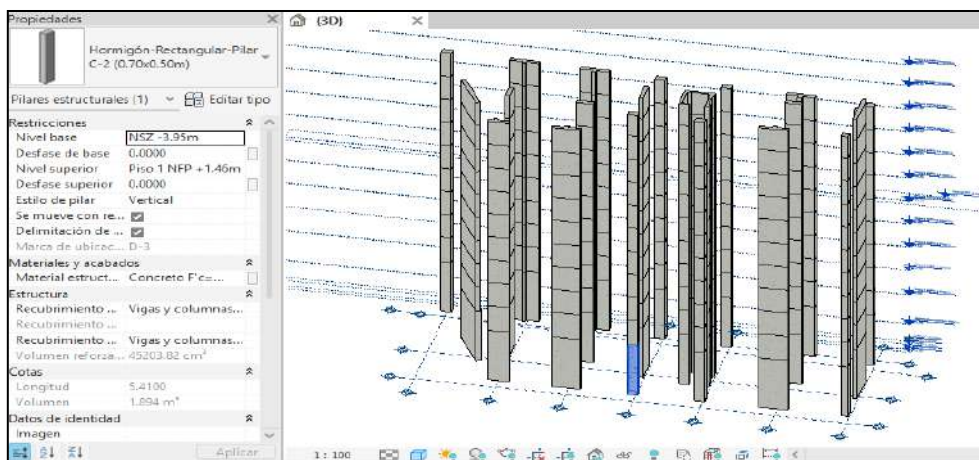 Propiedades
Hormigón-Rectangular-Pilar
C-2 (0.70x0.50m)
Pilares estructurales (1)
Editar tipo
Restricciones
Nivel base NSZ -3.95m
Desfase de base 0.0000
Nivel superior Piso 1 NFP +1.46m
Desfase superior 0.0000
Estilo de pilar Vertical
Se mueve con re...
Delimitación de ...
Marca de ubicac... D-3
Materiales y acabados
Material estruct... Concreto F'c=...
Estructura
Recubrimiento ... Vigas y columnas...
Recubrimiento ...
Recubrimiento ... Vigas y columnas...
Volumen reforza... 45203.82 cm³
Cotas
Longitud 5.4100
Volumen 1.894 m³
Datos de identidad
Imagen
Aplicar
{3D}
1 : 100